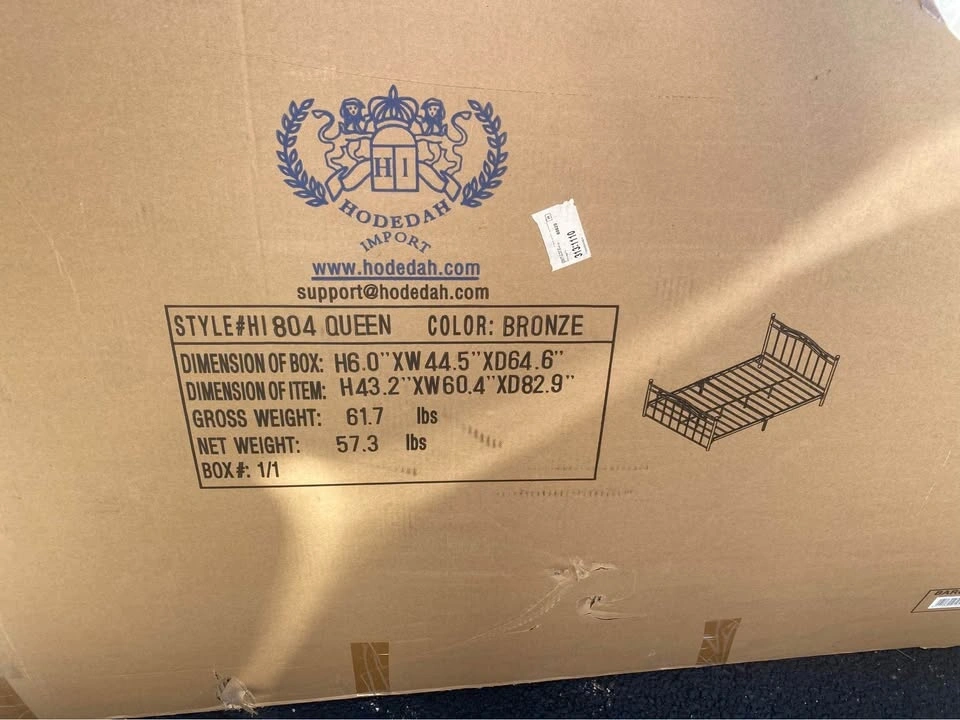 HI
HODEDAH
IMPORT
www.hodedah.com
support@hodedah.com
313-1110
STYLE#HI804 QUEEN COLOR: BRONZE
DIMENSION OF BOX: H6.0"XW44.5"XD64.6"
DIMENSION OF ITEM: H43.2"XW60.4"XD82.9"
GROSS WEIGHT: 61.7 lbs
NET WEIGHT: 57.3 lbs
BOX#: 1/1